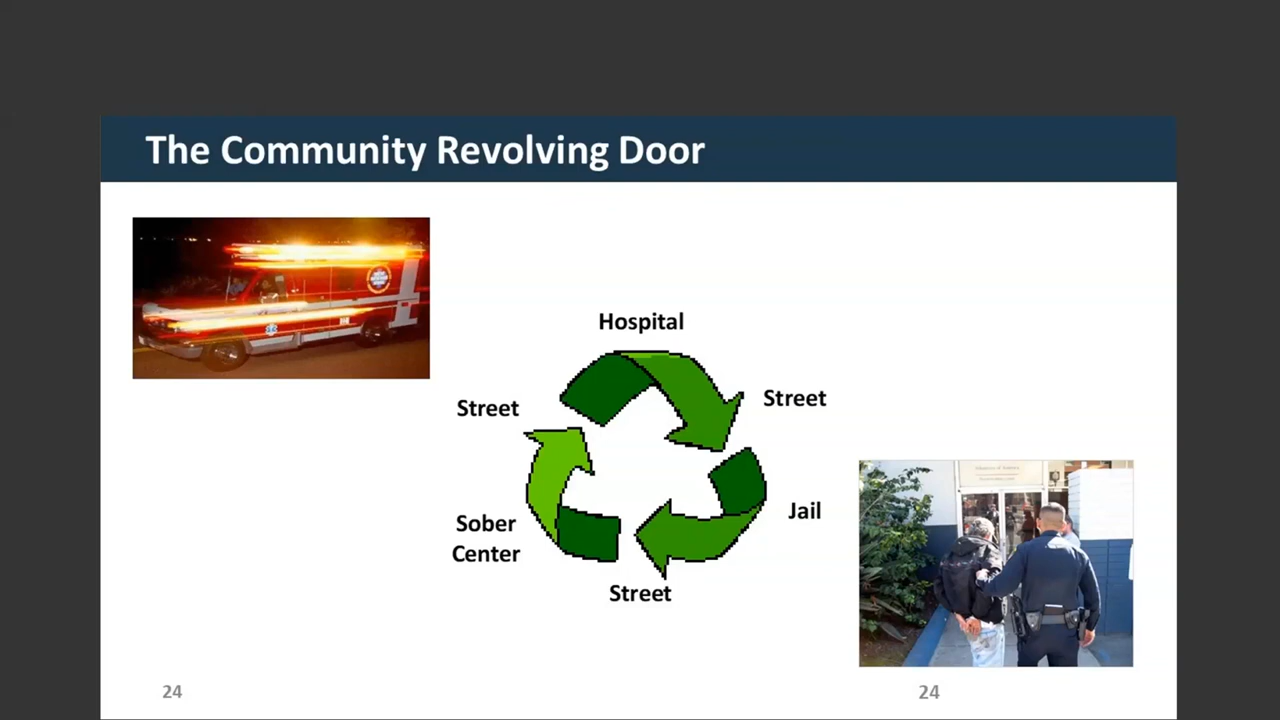 The Community Revolving Door
Hospital
Street
Street
Jail
Sober
Center
Street
24
24